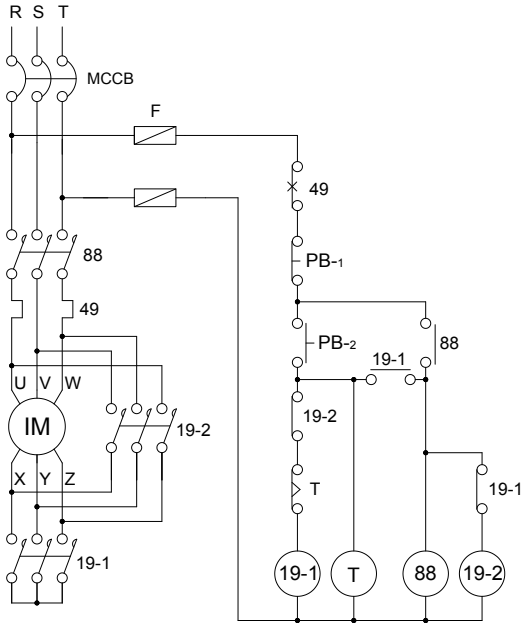 R S T
MCCB
F
49
88
PB-1
49
PB-2
88
19-1
U V W
19-2
19-2
IM
T
X Y Z
19-1
19-1
19-1
T
88
19-2